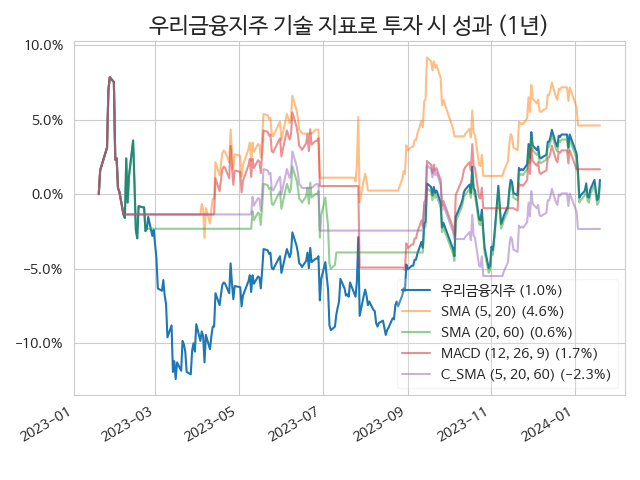 우리금융지주 기술 지표로 투자 시 성과 (1년)
10.0%
5.0%
0.0%
−5.0%
−10.0%
우리금융지주 (1.0%)
SMA (5, 20) (4.6%)
SMA (20, 60) (0.6%)
MACD (12, 26, 9) (1.7%)
C_SMA (5, 20, 60) (−2.3%)
2023-01
2023-03
2023-05
2023-07
2023-09
2023-11
2024-01